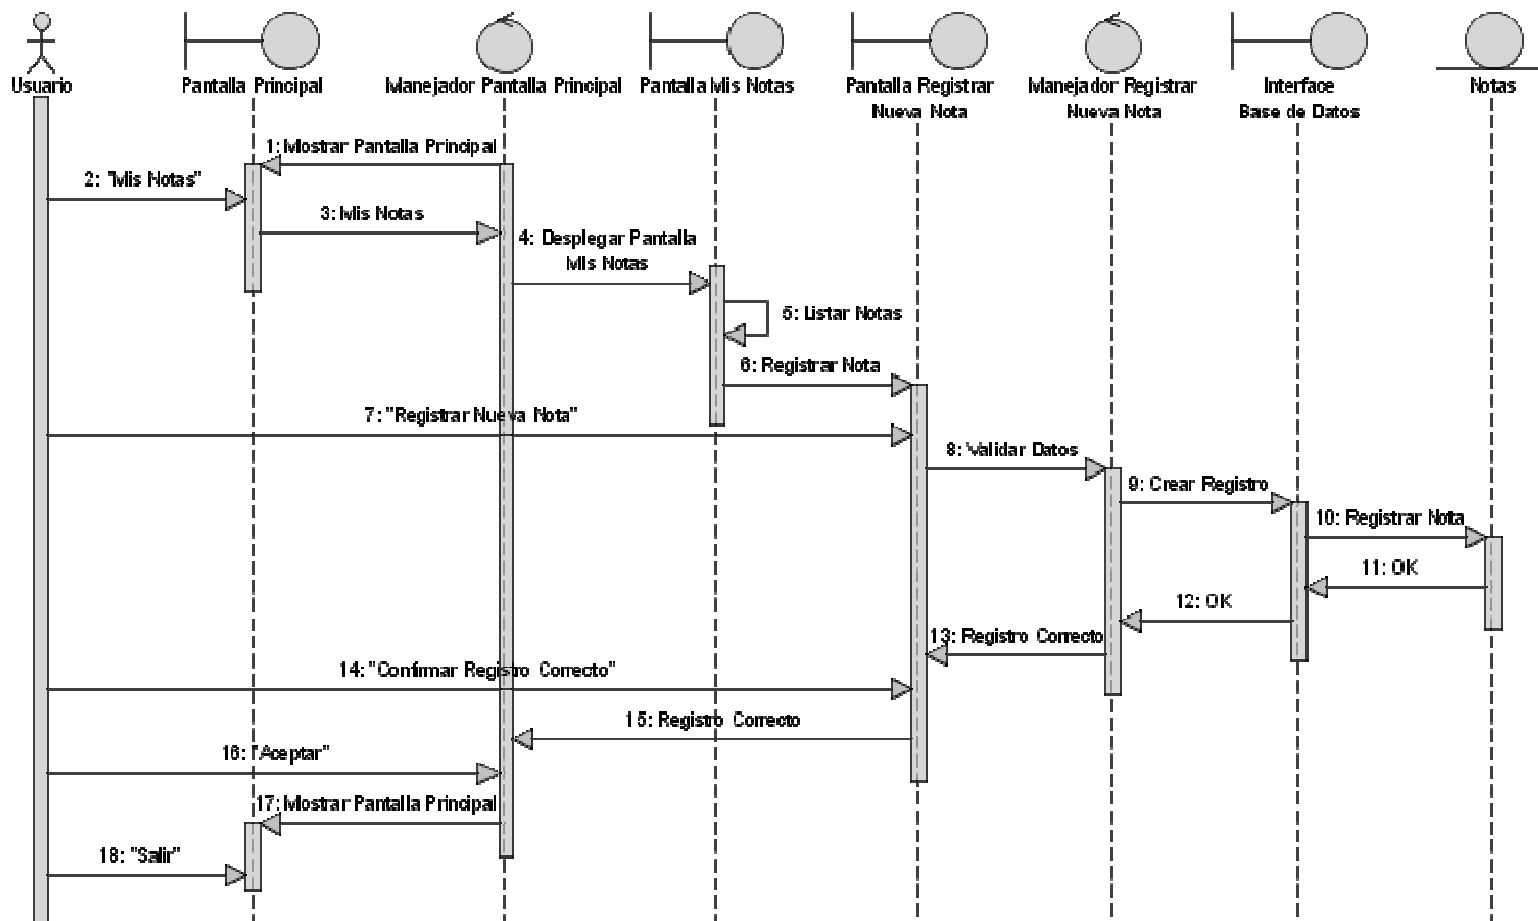 Usuario
Pantalla Principal
Manejador Pantalla Principal
Pantalla Mis Notas
Pantalla Registrar
Nueva Nota
Manejador Registrar
Nueva Nota
Interface
Base de Datos
Notas
1: Mostrar Pantalla Principal
2: "Mis Notas"
3: Mis Notas
4: Desplegar Pantalla
Mis Notas
5: Listar Notas
6: Registrar Nota
7: "Registrar Nueva Nota"
8: Validar Datos
9: Crear Registro
10: Registrar Nota
11: OK
12: OK
13: Registro Correcto
14: "Confirmar Registro Correcto"
15: Registro Correcto
16: "Aceptar"
17: Mostrar Pantalla Principal
18: "Salir"